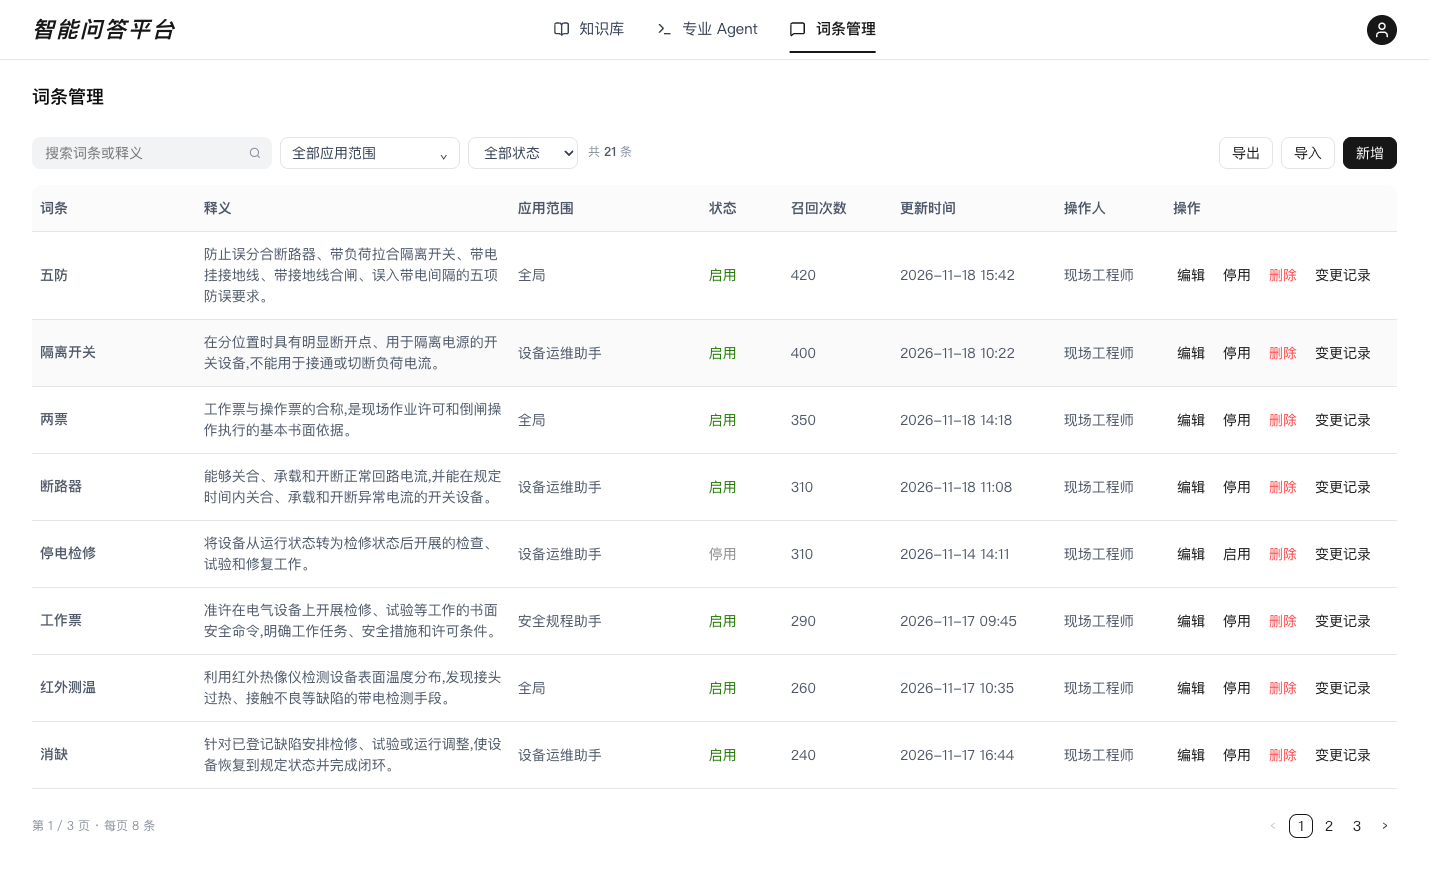 智能问答平台
知识库
专业 Agent
词条管理
词条管理
搜索词条或释义
全部应用范围
全部状态
共 21 条
导出
导入
新增
词条 释义 应用范围 状态 召回次数 更新时间 操作人 操作
五防
防止误分合断路器、带负荷拉合隔离开关、带电
挂接地线、带接地线合闸、误入带电间隔的五项
防误要求。
全局 启用 420 2026-11-18 15:42 现场工程师 编辑 停用 删除 变更记录
隔离开关
在分位置时具有明显断开点、用于隔离电源的开
关设备,不能用于接通或切断负荷电流。
设备运维助手 启用 400 2026-11-18 10:22 现场工程师 编辑 停用 删除 变更记录
两票
工作票与操作票的合称,是现场作业许可和倒闸操
作执行的基本书面依据。
全局 启用 350 2026-11-18 14:18 现场工程师 编辑 停用 删除 变更记录
断路器
能够关合、承载和开断正常回路电流,并能在规定
时间内关合、承载和开断异常电流的开关设备。
设备运维助手 启用 310 2026-11-18 11:08 现场工程师 编辑 停用 删除 变更记录
停电检修
将设备从运行状态转为检修状态后开展的检查、
试验和修复工作。
设备运维助手 停用 310 2026-11-14 14:11 现场工程师 编辑 启用 删除 变更记录
工作票
准许在电气设备上开展检修、试验等工作的书面
安全命令,明确工作任务、安全措施和许可条件。
安全规程助手 启用 290 2026-11-17 09:45 现场工程师 编辑 停用 删除 变更记录
红外测温
利用红外热像仪检测设备表面温度分布,发现接头
过热、接触不良等缺陷的带电检测手段。
全局 启用 260 2026-11-17 10:35 现场工程师 编辑 停用 删除 变更记录
消缺
针对已登记缺陷安排检修、试验或运行调整,使设
备恢复到规定状态并完成闭环。
设备运维助手 启用 240 2026-11-17 16:44 现场工程师 编辑 停用 删除 变更记录
第 1 / 3 页 · 每页 8 条
‹ 1 2 3 ›